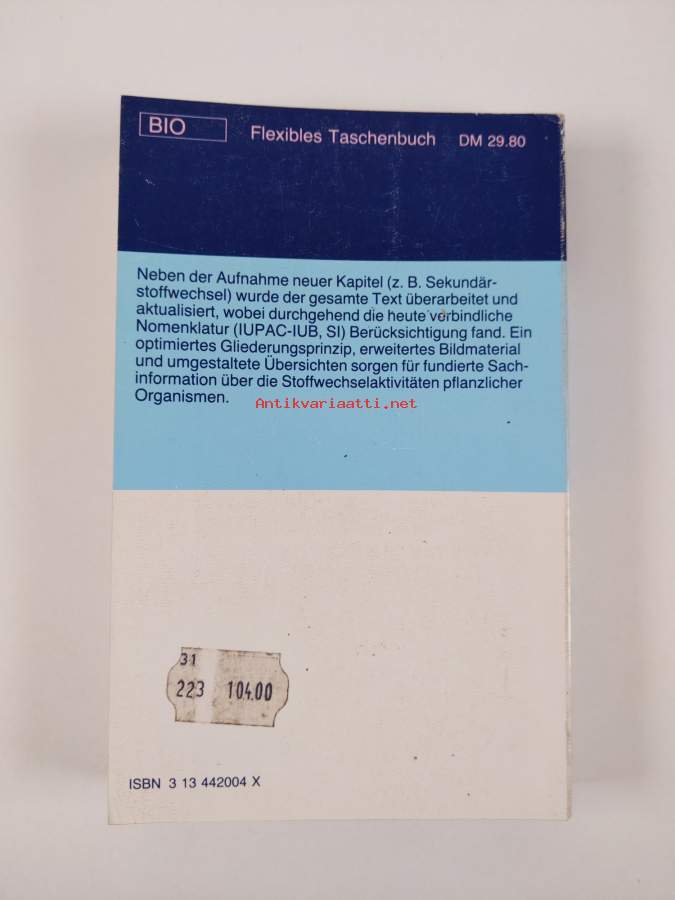 BIO
Flexibles Taschenbuch DM 29.80
Neben der Aufnahme neuer Kapitel (z. B. Sekundär-
stoffwechsel) wurde der gesamte Text überarbeitet und
aktualisiert, wobei durchgehend die heute verbindliche
Nomenklatur (IUPAC-IUB, SI) Berücksichtigung fand. Ein
optimiertes Gliederungsprinzip, erweitertes Bildmaterial
und umgestaltete Übersichten sorgen für fundierte Sach-
information über die Stoffwechselaktivitäten pflanzlicher
Organismen.
Antikvariaatti.net
31
223 104.00
ISBN 3 13 442004 X